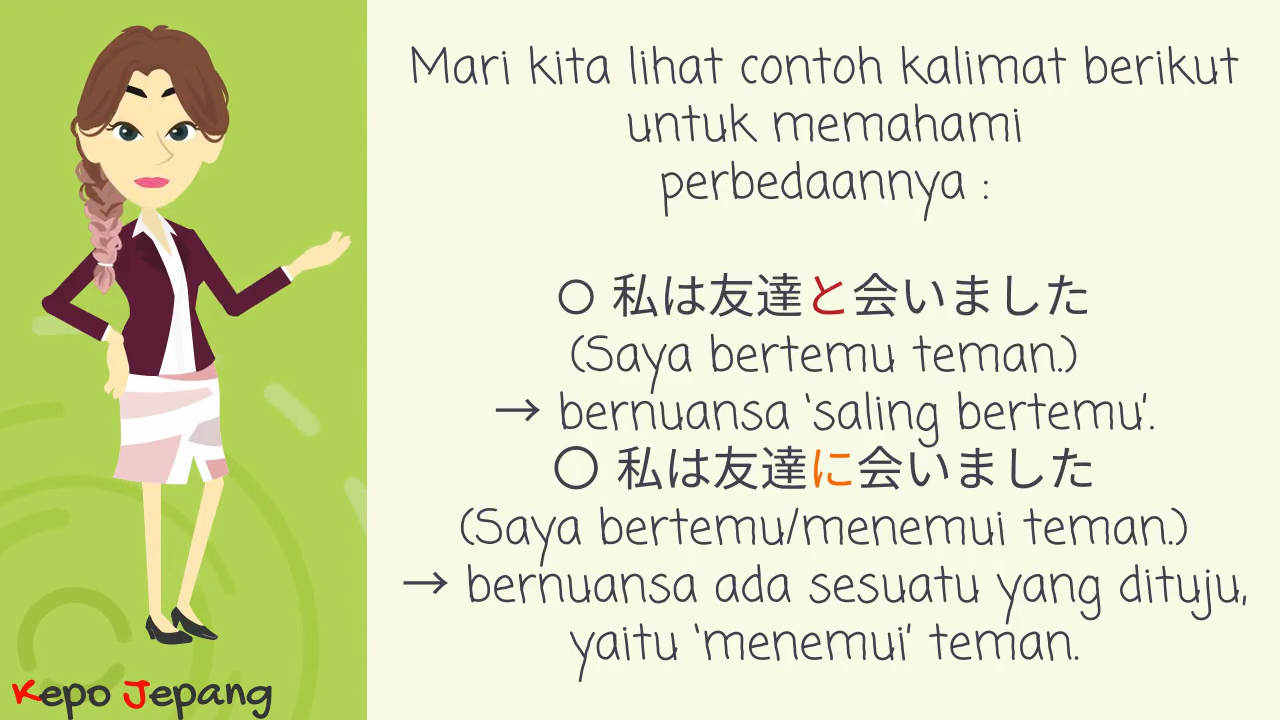 Mari kita lihat contoh kalimat berikut
untuk memahami
perbedaannya :
○ 私は友達と会いました
(Saya bertemu teman.)
→ bernuansa 'saling bertemu'.
○ 私は友達に会いました
(Saya bertemu/menemui teman.)
→ bernuansa ada sesuatu yang dituju,
yaitu 'menemui' teman.
Kepo Jepang